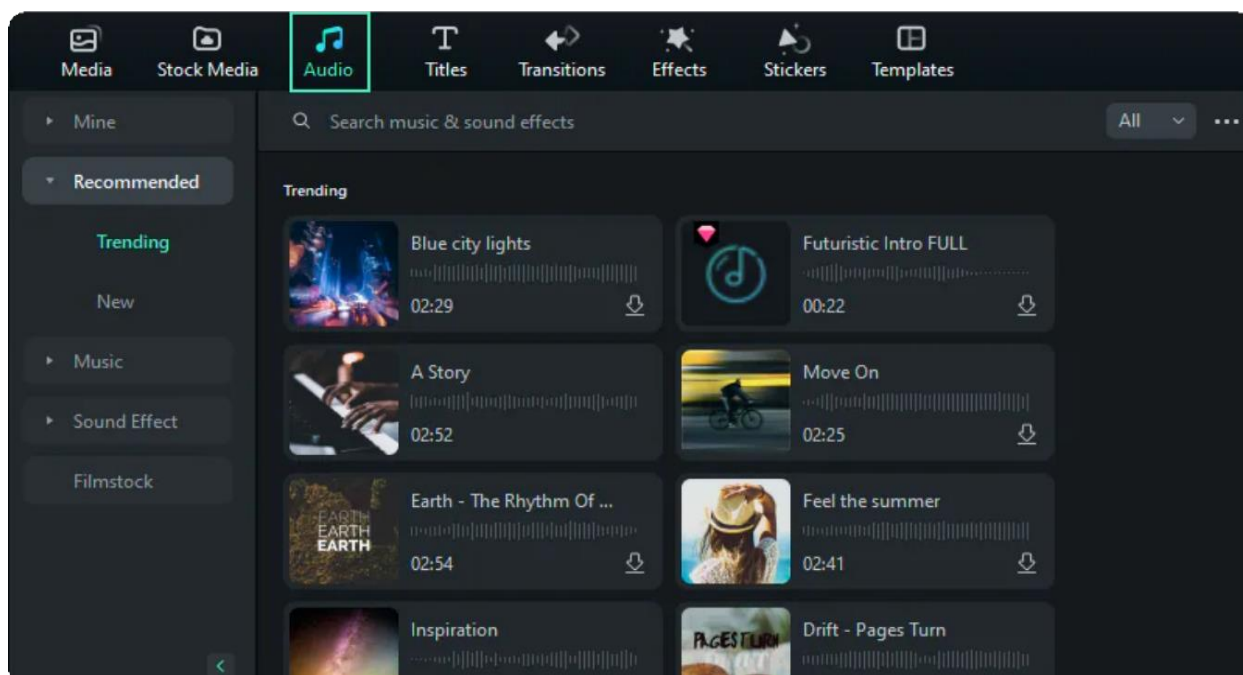 Media Stock Media Audio Titles Transitions Effects Stickers Templates
Mine
Search music & sound effects
All
Recommended
Trending
New
Music
Sound Effect
Filmstock
Trending
Blue city lights
02:29
Futuristic Intro FULL
00:22
A Story
02:52
Move On
02:25
EARTH
EARTH
EARTH
Earth - The Rhythm Of ...
02:54
Feel the summer
02:41
Inspiration
PAGES TURN
Drift - Pages Turn